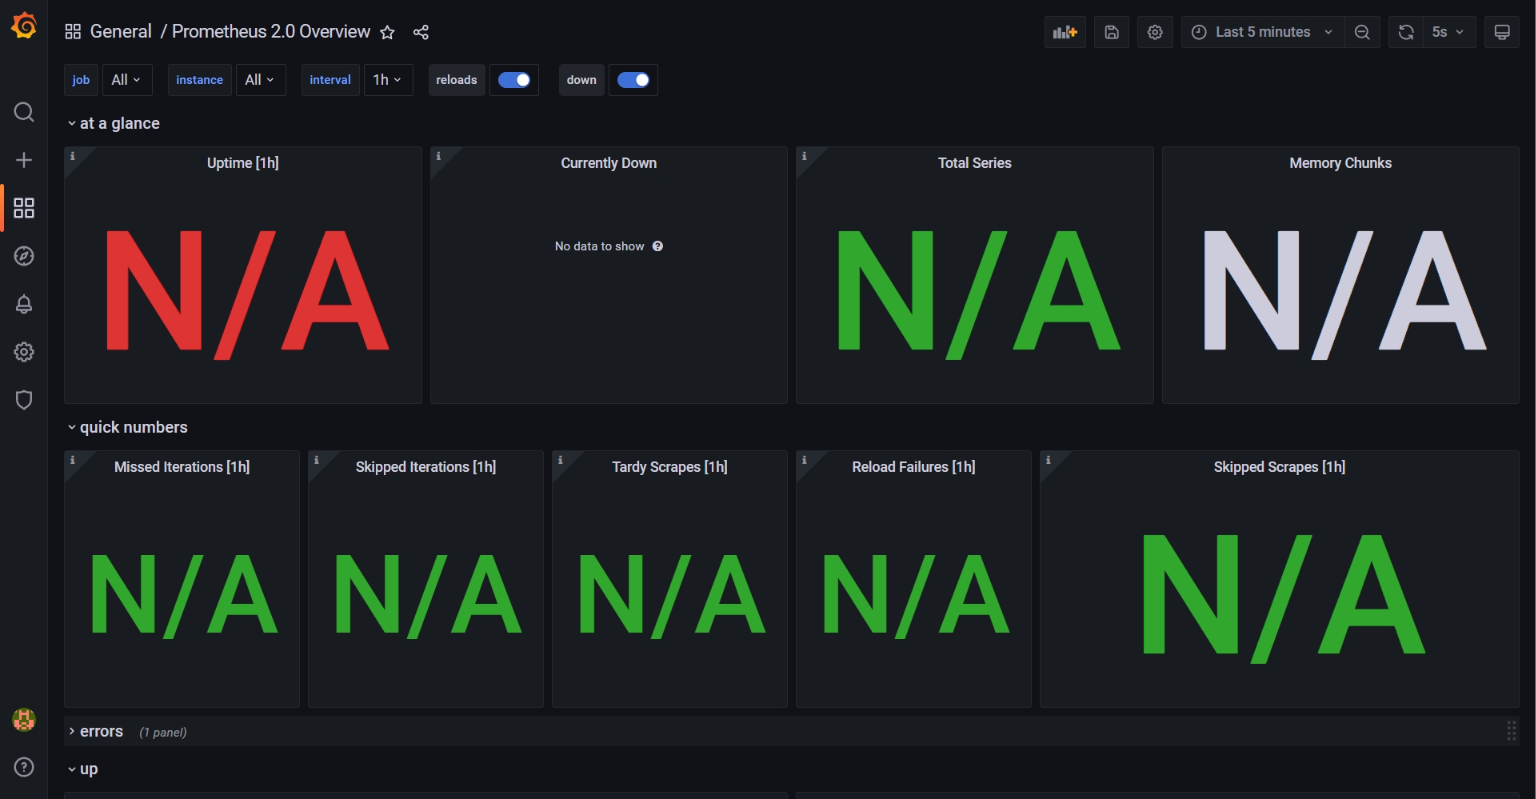 General / Prometheus 2.0 Overview
Last 5 minutes
5s
job All instance All interval 1h reloads down
at a glance
Uptime [1h]
N/A
Currently Down
No data to show
Total Series
N/A
Memory Chunks
N/A
quick numbers
Missed Iterations [1h]
N/A
Skipped Iterations [1h]
N/A
Tardy Scrapes [1h]
N/A
Reload Failures [1h]
N/A
Skipped Scrapes [1h]
N/A
errors (1 panel)
up